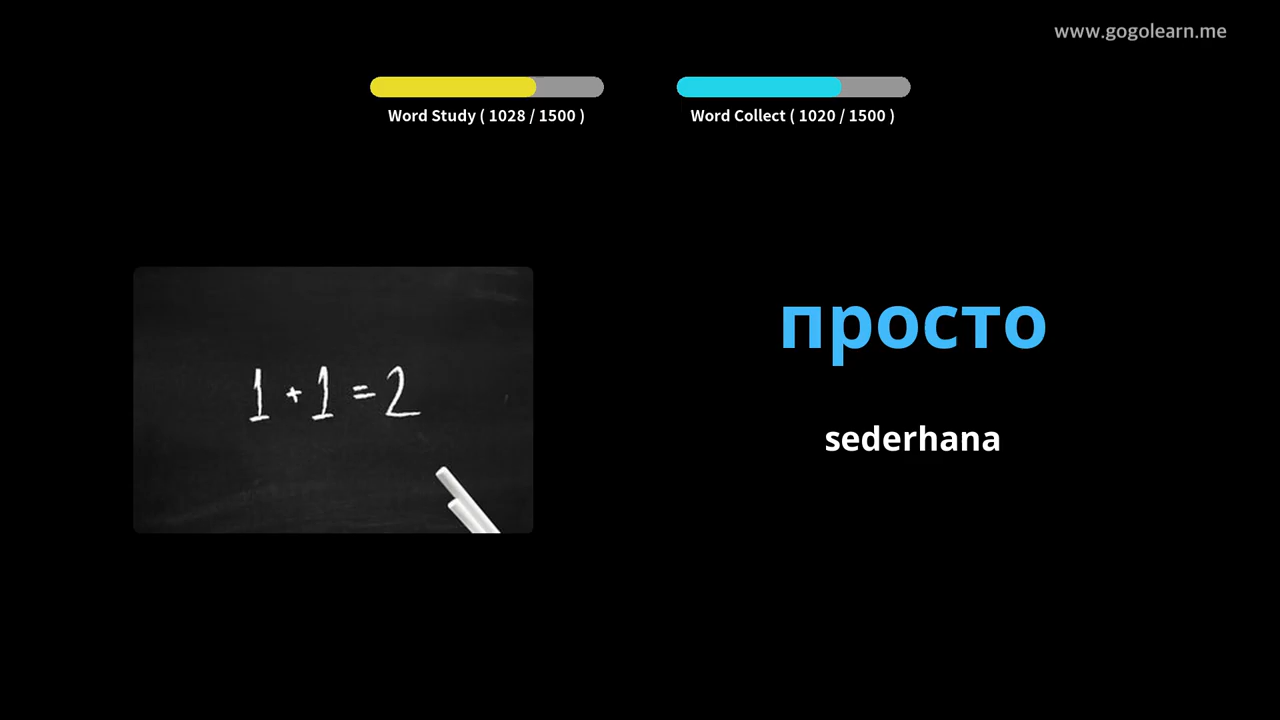 www.gogolearn.me
Word Study ( 1028 / 1500 )
Word Collect ( 1020 / 1500 )
1 + 1 = 2
просто
sederhana